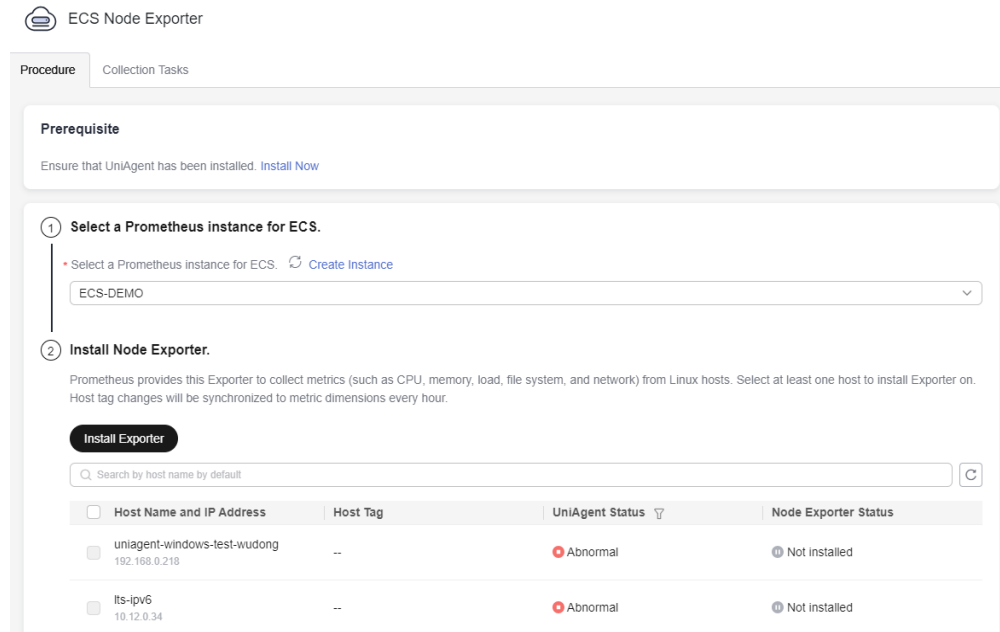 ECS Node Exporter
Procedure Collection Tasks
Prerequisite
Ensure that UniAgent has been installed. Install Now
1 Select a Prometheus instance for ECS.
* Select a Prometheus instance for ECS. Create Instance
ECS-DEMO
2 Install Node Exporter.
Prometheus provides this Exporter to collect metrics (such as CPU, memory, load, file system, and network) from Linux hosts. Select at least one host to install Exporter on.
Host tag changes will be synchronized to metric dimensions every hour.
Install Exporter
Search by host name by default
Host Name and IP Address Host Tag UniAgent Status Node Exporter Status
uniagent-windows-test-wudong -- Abnormal Not installed
192.168.0.218
lts-ipv6 -- Abnormal Not installed
10.12.0.34